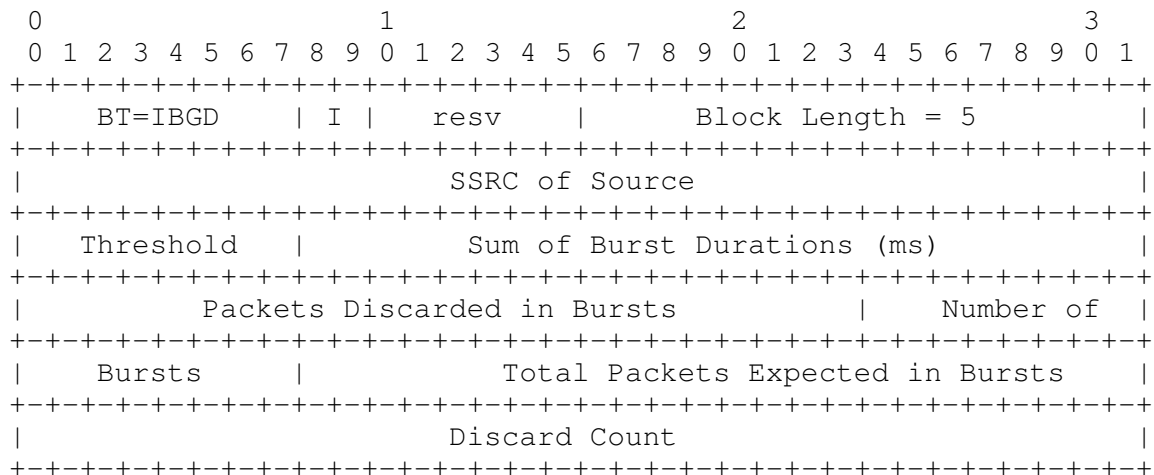 0                   1                   2                   3
 0 1 2 3 4 5 6 7 8 9 0 1 2 3 4 5 6 7 8 9 0 1 2 3 4 5 6 7 8 9 0 1
+-+-+-+-+-+-+-+-+-+-+-+-+-+-+-+-+-+-+-+-+-+-+-+-+-+-+-+-+-+-+-+-+
|    BT=IBGD    | I |   resv    |      Block Length = 5         |
+-+-+-+-+-+-+-+-+-+-+-+-+-+-+-+-+-+-+-+-+-+-+-+-+-+-+-+-+-+-+-+-+
|                        SSRC of Source                         |
+-+-+-+-+-+-+-+-+-+-+-+-+-+-+-+-+-+-+-+-+-+-+-+-+-+-+-+-+-+-+-+-+
|   Threshold   |         Sum of Burst Durations (ms)           |
+-+-+-+-+-+-+-+-+-+-+-+-+-+-+-+-+-+-+-+-+-+-+-+-+-+-+-+-+-+-+-+-+
|          Packets Discarded in Bursts          |    Number of  |
+-+-+-+-+-+-+-+-+-+-+-+-+-+-+-+-+-+-+-+-+-+-+-+-+-+-+-+-+-+-+-+-+
|    Bursts     |           Total Packets Expected in Bursts    |
+-+-+-+-+-+-+-+-+-+-+-+-+-+-+-+-+-+-+-+-+-+-+-+-+-+-+-+-+-+-+-+-+
|                        Discard Count                          |
+-+-+-+-+-+-+-+-+-+-+-+-+-+-+-+-+-+-+-+-+-+-+-+-+-+-+-+-+-+-+-+-+